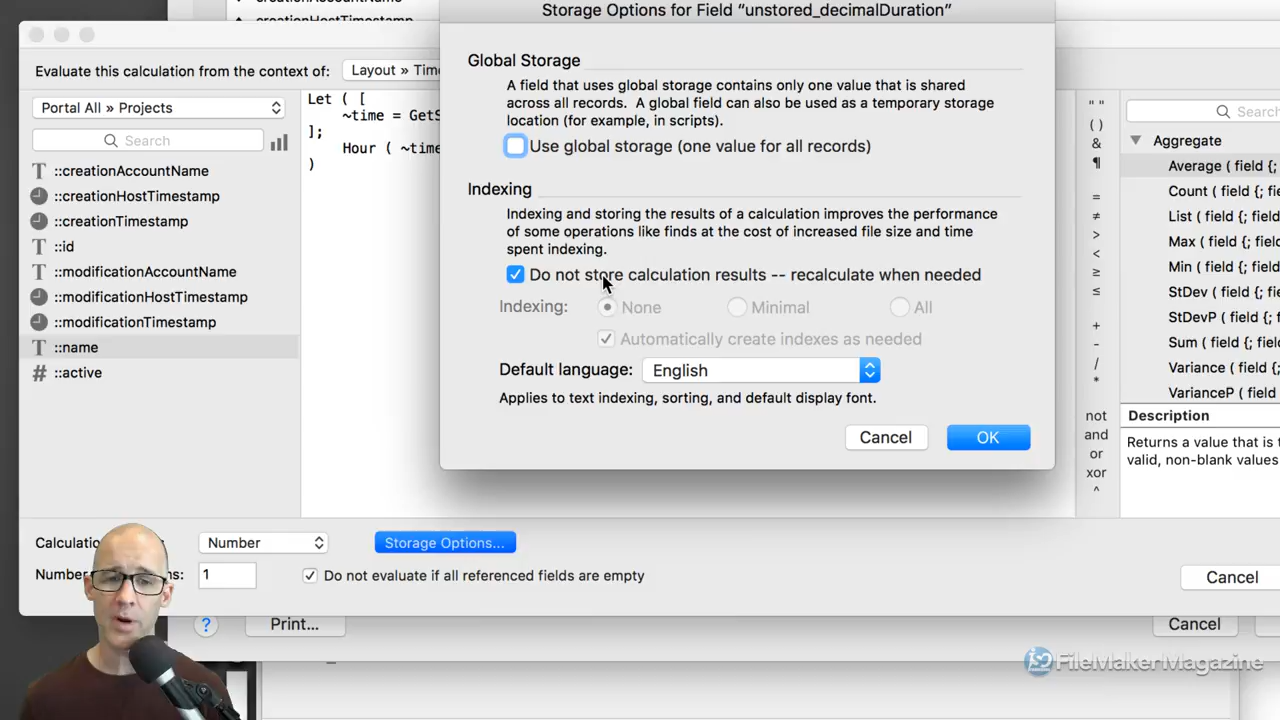 Storage Options for Field “unstored_decimalDuration”
Evaluate this calculation from the context of:
Layout »
Portal All » Projects
Search
::creationAccountName
::creationHostTimestamp
::creationTimestamp
::id
::modificationAccountName
::modificationHostTimestamp
::modificationTimestamp
::name
::active
Let ( [
~time =
];
Hour ( ~time
)
Global Storage
A field that uses global storage contains only one value that is shared
across all records. A global field can also be used as a temporary storage
location (for example, in scripts).
Use global storage (one value for all records)
Indexing
Indexing and storing the results of a calculation improves the performance
of some operations like finds at the cost of increased file size and time
spent indexing.
Do not store calculation results -- recalculate when needed
Indexing:
None
Minimal
All
Automatically create indexes as needed
Default language:
English
Applies to text indexing, sorting, and default display font.
Cancel
OK
" "
( )
&
¶
=
≠
>
<
≥
≤
+
-
/
*
not
and
or
xor
^
Search
Aggregate
Average ( field {;
Count ( field {;
List ( field {;
Max ( field {;
Min ( field {;
StDev ( field {;
StDevP ( field {;
Sum ( field {;
Variance ( field {;
VarianceP ( field {
Description
Returns a value that is
valid, non-blank values
Number
Storage Options...
1
Do not evaluate if all referenced fields are empty
Cancel
?
Print...
Cancel
FileMakerMagazine